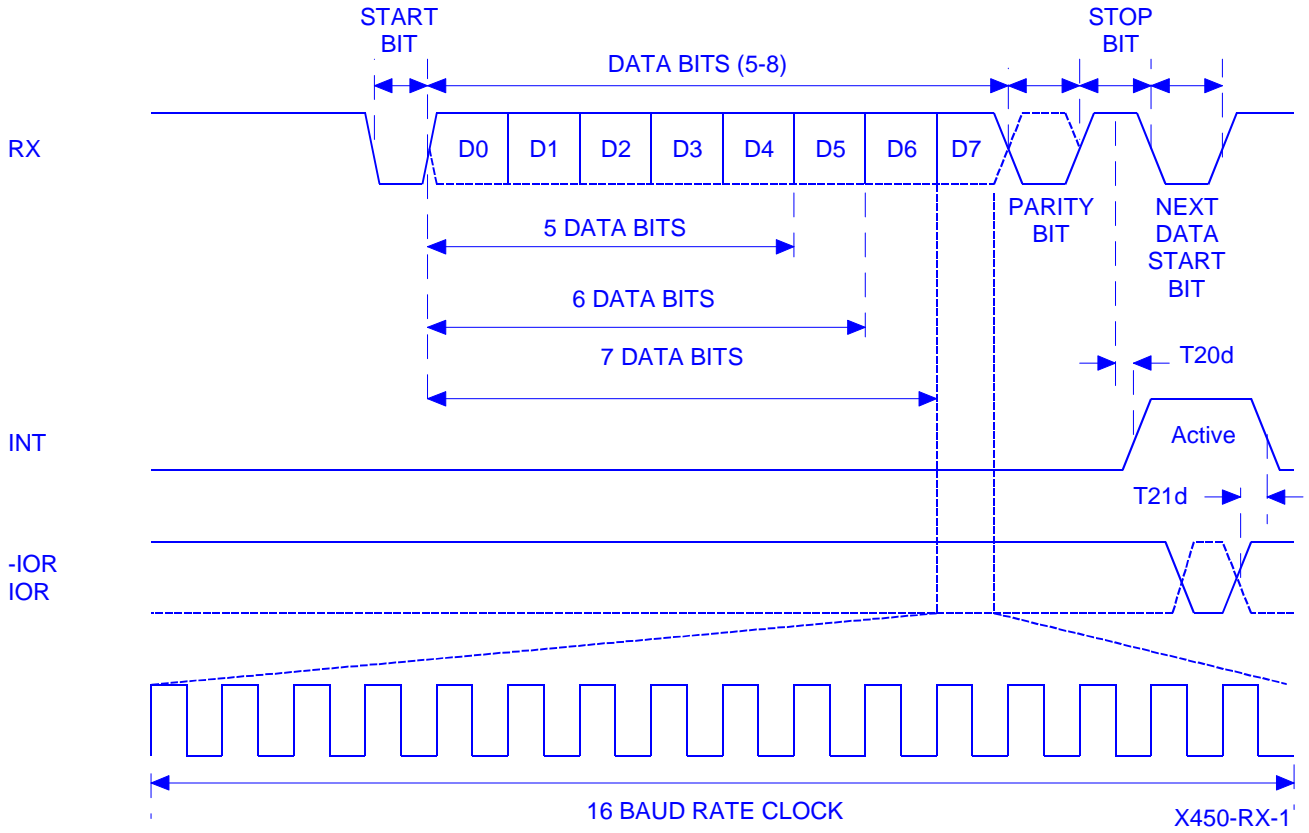 START
BIT
STOP
BIT
DATA BITS (5-8)
RX
D0 D1 D2 D3 D4 D5 D6 D7
PARITY
BIT
NEXT
DATA
START
BIT
5 DATA BITS
6 DATA BITS
7 DATA BITS
T20d
INT
Active
T21d
-IOR
IOR
16 BAUD RATE CLOCK
X450-RX-1